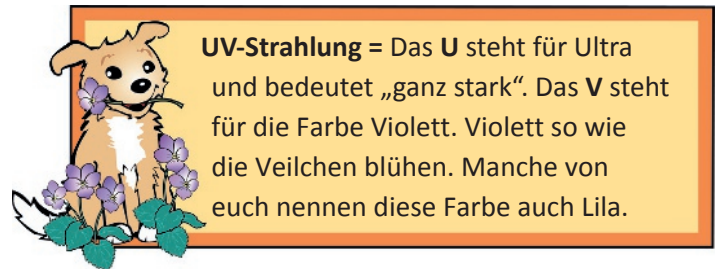 UV-Strahlung = Das U steht für Ultra
und bedeutet „ganz stark“. Das V steht
für die Farbe Violett. Violett so wie
die Veilchen blühen. Manche von
euch nennen diese Farbe auch Lila.